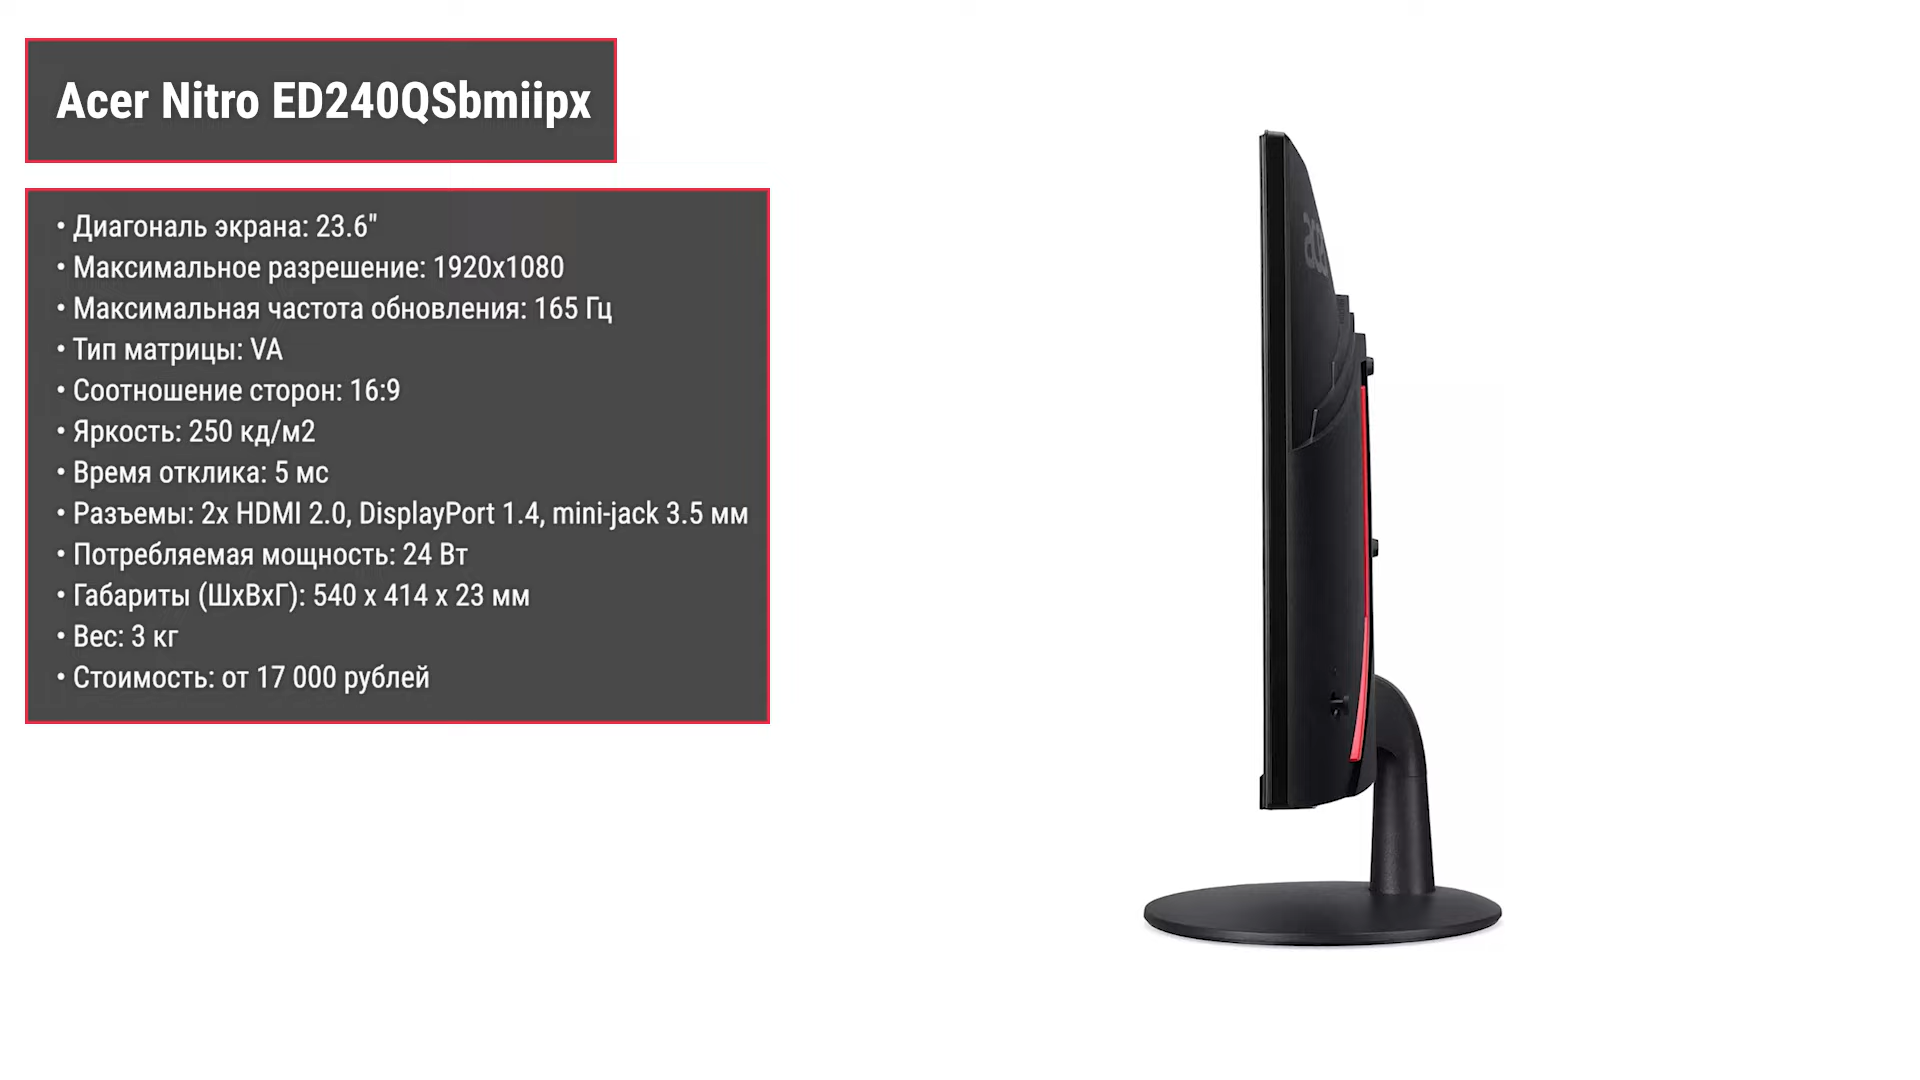 Acer Nitro ED240QSbmiipx
• Диагональ экрана: 23.6"
• Максимальное разрешение: 1920x1080
• Максимальная частота обновления: 165 Гц
• Тип матрицы: VA
• Соотношение сторон: 16:9
• Яркость: 250 кд/м2
• Время отклика: 5 мс
• Разъемы: 2x HDMI 2.0, DisplayPort 1.4, mini-jack 3.5 мм
• Потребляемая мощность: 24 Вт
• Габариты (ШхВхГ): 540 x 414 x 23 мм
• Вес: 3 кг
• Стоимость: от 17 000 рублей
acer